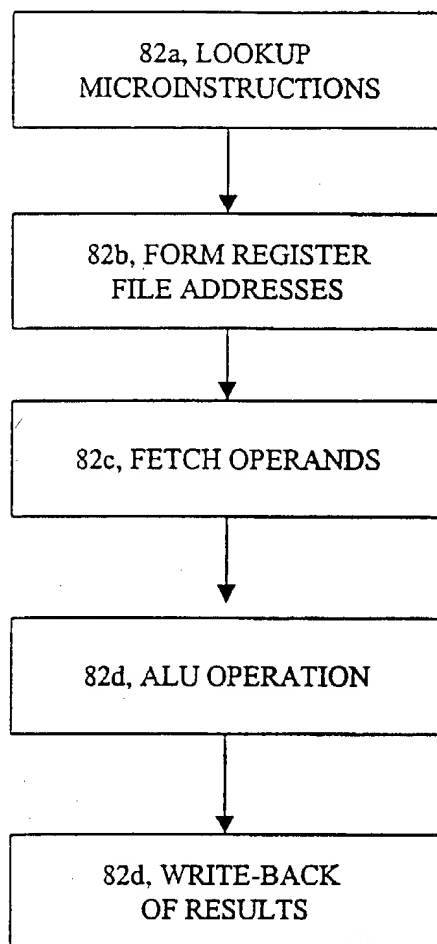 82a, LOOKUP
MICROINSTRUCTIONS
82b, FORM REGISTER
FILE ADDRESSES
82c, FETCH OPERANDS
82d, ALU OPERATION
82d, WRITE-BACK
OF RESULTS